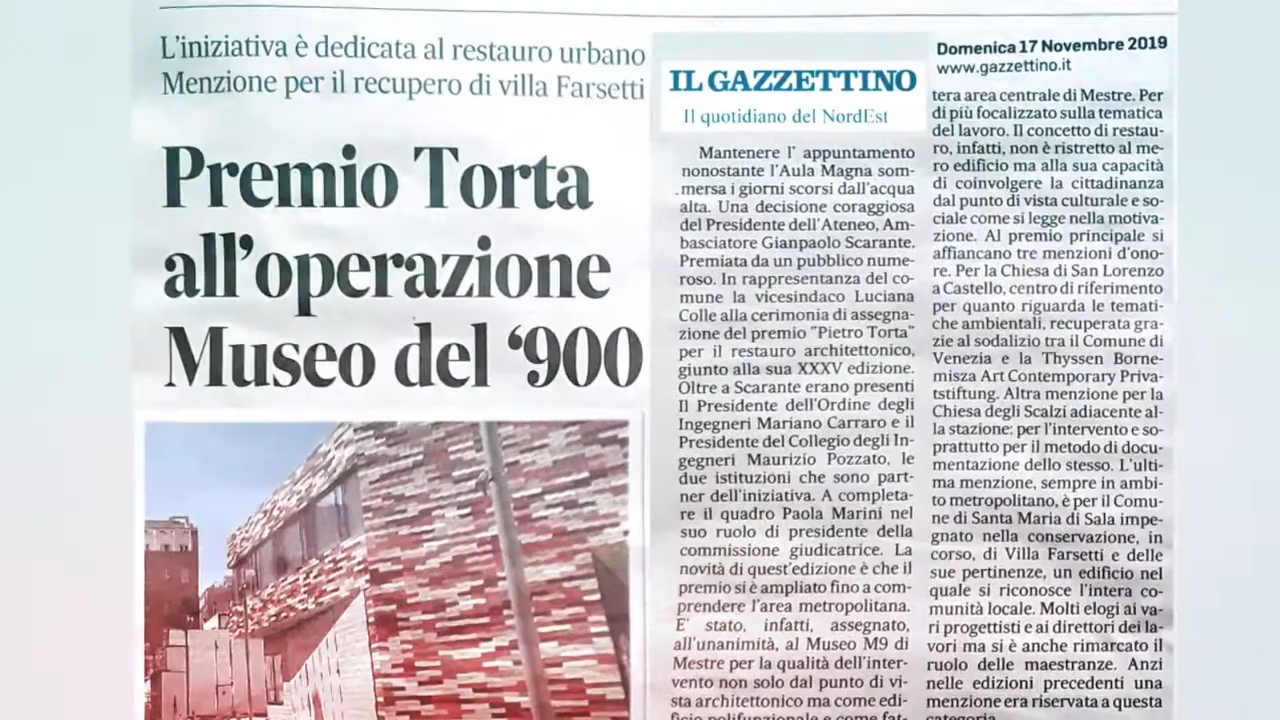 L'iniziativa è dedicata al restauro urbano
Menzione per il recupero di villa Farsetti
Premio Torta
all'operazione
Museo del '900
IL GAZZETTINO
Il quotidiano del NordEst
Mantenere l' appuntamento
nonostante l'Aula Magna som-
mersa i giorni scorsi dall'acqua
alta. Una decisione coraggiosa
del Presidente dell'Ateneo, Am-
basciatore Gianpaolo Scarante.
Premiata da un pubblico nume-
roso. In rappresentanza del co-
mune la vicesindaco Luciana
Colle alla cerimonia di assegna-
zione del premio "Pietro Torta"
per il restauro architettonico,
giunto alla sua XXXV edizione.
Oltre a Scarante erano presenti
Il Presidente dell'Ordine degli
Ingegneri Mariano Carraro e il
Presidente del Collegio degli In-
gegneri Maurizio Pozzato, le
due istituzioni che sono part-
ner dell'iniziativa. A completa-
re il quadro Paola Marini nel
suo ruolo di presidente della
commissione giudicatrice. La
novità di quest'edizione è che il
premio si è ampliato fino a com-
prendere l'area metropolitana.
E' stato, infatti, assegnato,
all'unanimità, al Museo M9 di
Mestre per la qualità dell'inter-
vento non solo dal punto di vi-
sta architettonico ma come edi-
ficio polifunzionale e come fat-
Domenica 17 Novembre 2019
www.gazzettino.it
tera area centrale di Mestre. Per
di più focalizzato sulla tematica
del lavoro. Il concetto di restau-
ro, infatti, non è ristretto al me-
ro edificio ma alla sua capacità
di coinvolgere la cittadinanza
dal punto di vista culturale e so-
ciale come si legge nella motiva-
zione. Al premio principale si
affiancano tre menzioni d'ono-
re. Per la Chiesa di San Lorenzo
a Castello, centro di riferimento
per quanto riguarda le temati-
che ambientali, recuperata gra-
zie al sodalizio tra il Comune di
Venezia e la Thyssen Borne-
misza Art Contemporary Priva-
tstiftung. Altra menzione per la
Chiesa degli Scalzi adiacente al-
la stazione: per l'intervento e so-
prattutto per il metodo di docu-
mentazione dello stesso. L'ulti-
ma menzione, sempre in ambi-
to metropolitano, è per il Comu-
ne di Santa Maria di Sala impe-
gnato nella conservazione, in
corso, di Villa Farsetti e delle
sue pertinenze, un edificio nel
quale si riconosce l'intera co-
munità locale. Molti elogi ai va-
ri progettisti e ai direttori dei la-
vori ma si è anche rimarcato il
ruolo delle maestranze. Anzi
nelle edizioni precedenti una
menzione era riservata a questa
categoria.